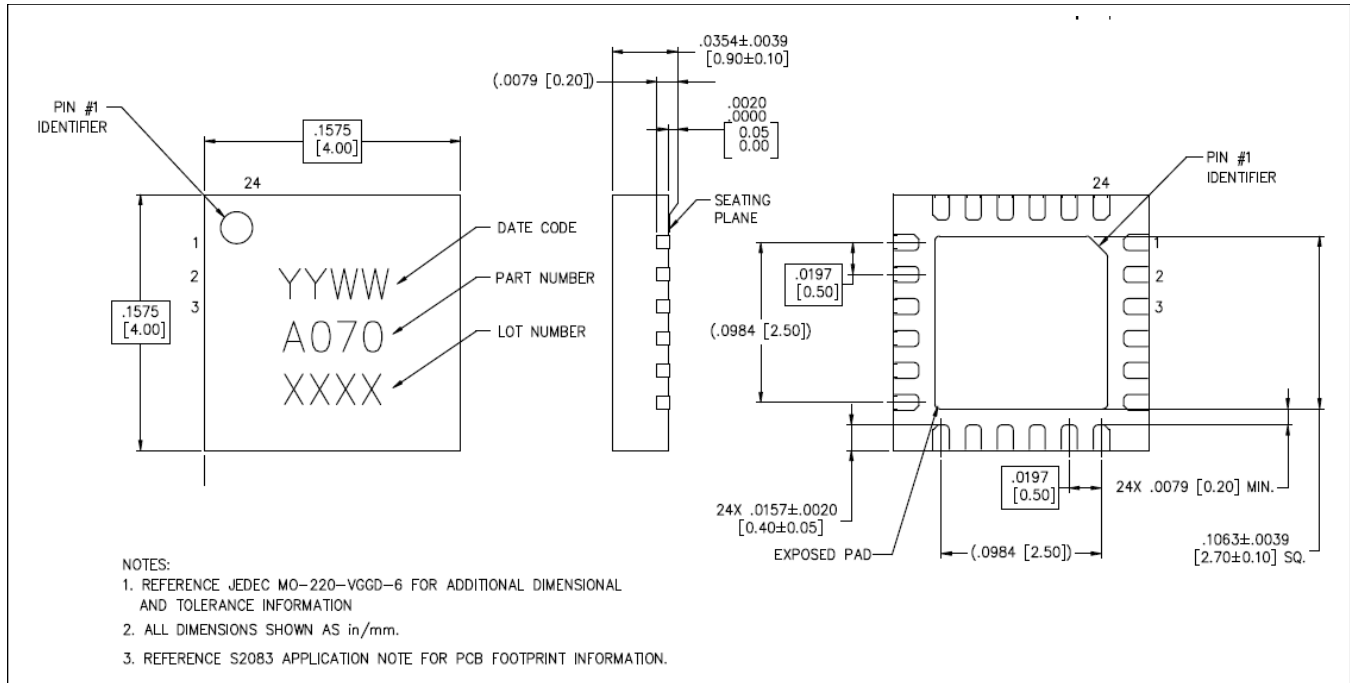 .0354±.0039
[0.90±0.10]
(.0079 [0.20])
.0020
.0000
[0.05
0.00]
PIN #1
IDENTIFIER
.1575
[4.00]
24
1
2
3
.1575
[4.00]
YYWW
A070
XXXX
DATE CODE
PART NUMBER
LOT NUMBER
SEATING
PLANE
PIN #1
IDENTIFIER
24
1
2
3
.0197
[0.50]
(.0984 [2.50])
24X .0157±.0020
[0.40±0.05]
EXPOSED PAD
.0197
[0.50]
(.0984 [2.50])
24X .0079 [0.20] MIN.
.1063±.0039
[2.70±0.10] SQ.
NOTES:
1. REFERENCE JEDEC MO-220-VGGD-6 FOR ADDITIONAL DIMENSIONAL
AND TOLERANCE INFORMATION
2. ALL DIMENSIONS SHOWN AS in/mm.
3. REFERENCE S2083 APPLICATION NOTE FOR PCB FOOTPRINT INFORMATION.